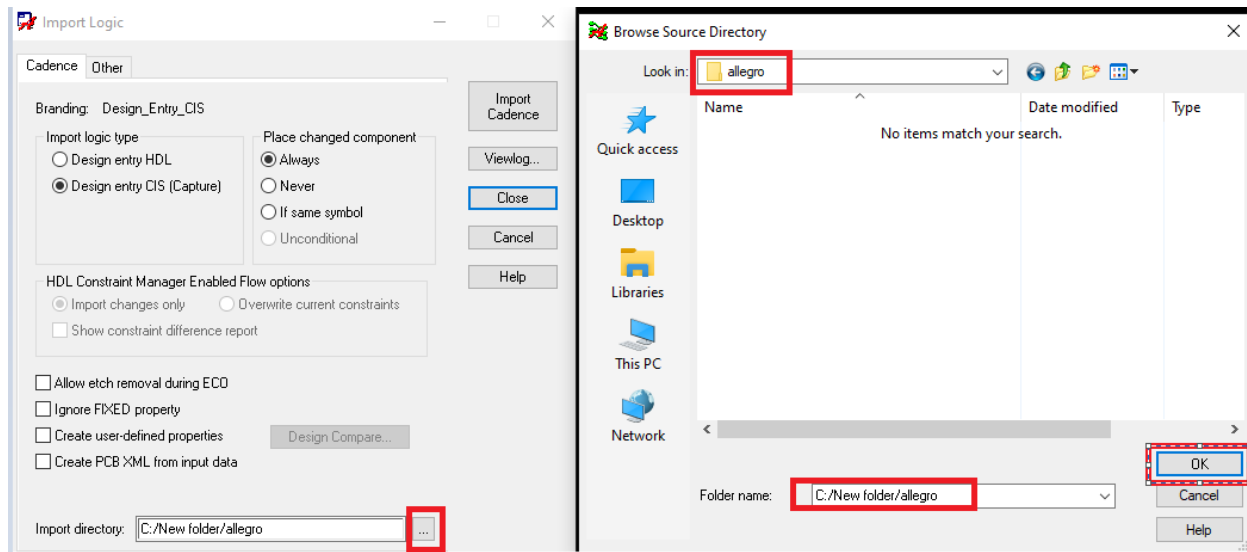 Import Logic
Cadence
Other
Branding: Design_Entry_CIS
Import logic type
Design entry HDL
Design entry CIS (Capture)
Place changed component
Always
Never
If same symbol
Unconditional
Import
Cadence
Viewlog...
Close
Cancel
Help
HDL Constraint Manager Enabled Flow options
Import changes only
Overwrite current constraints
Show constraint difference report
Allow etch removal during ECO
Ignore FIXED property
Create user-defined properties
Design Compare...
Create PCB XML from input data
Import directory: C:/New folder/allegro
...
Browse Source Directory
Look in: allegro
Name Date modified Type
No items match your search.
Quick access
Desktop
Libraries
This PC
Network
Folder name: C:/New folder/allegro
OK
Cancel
Help